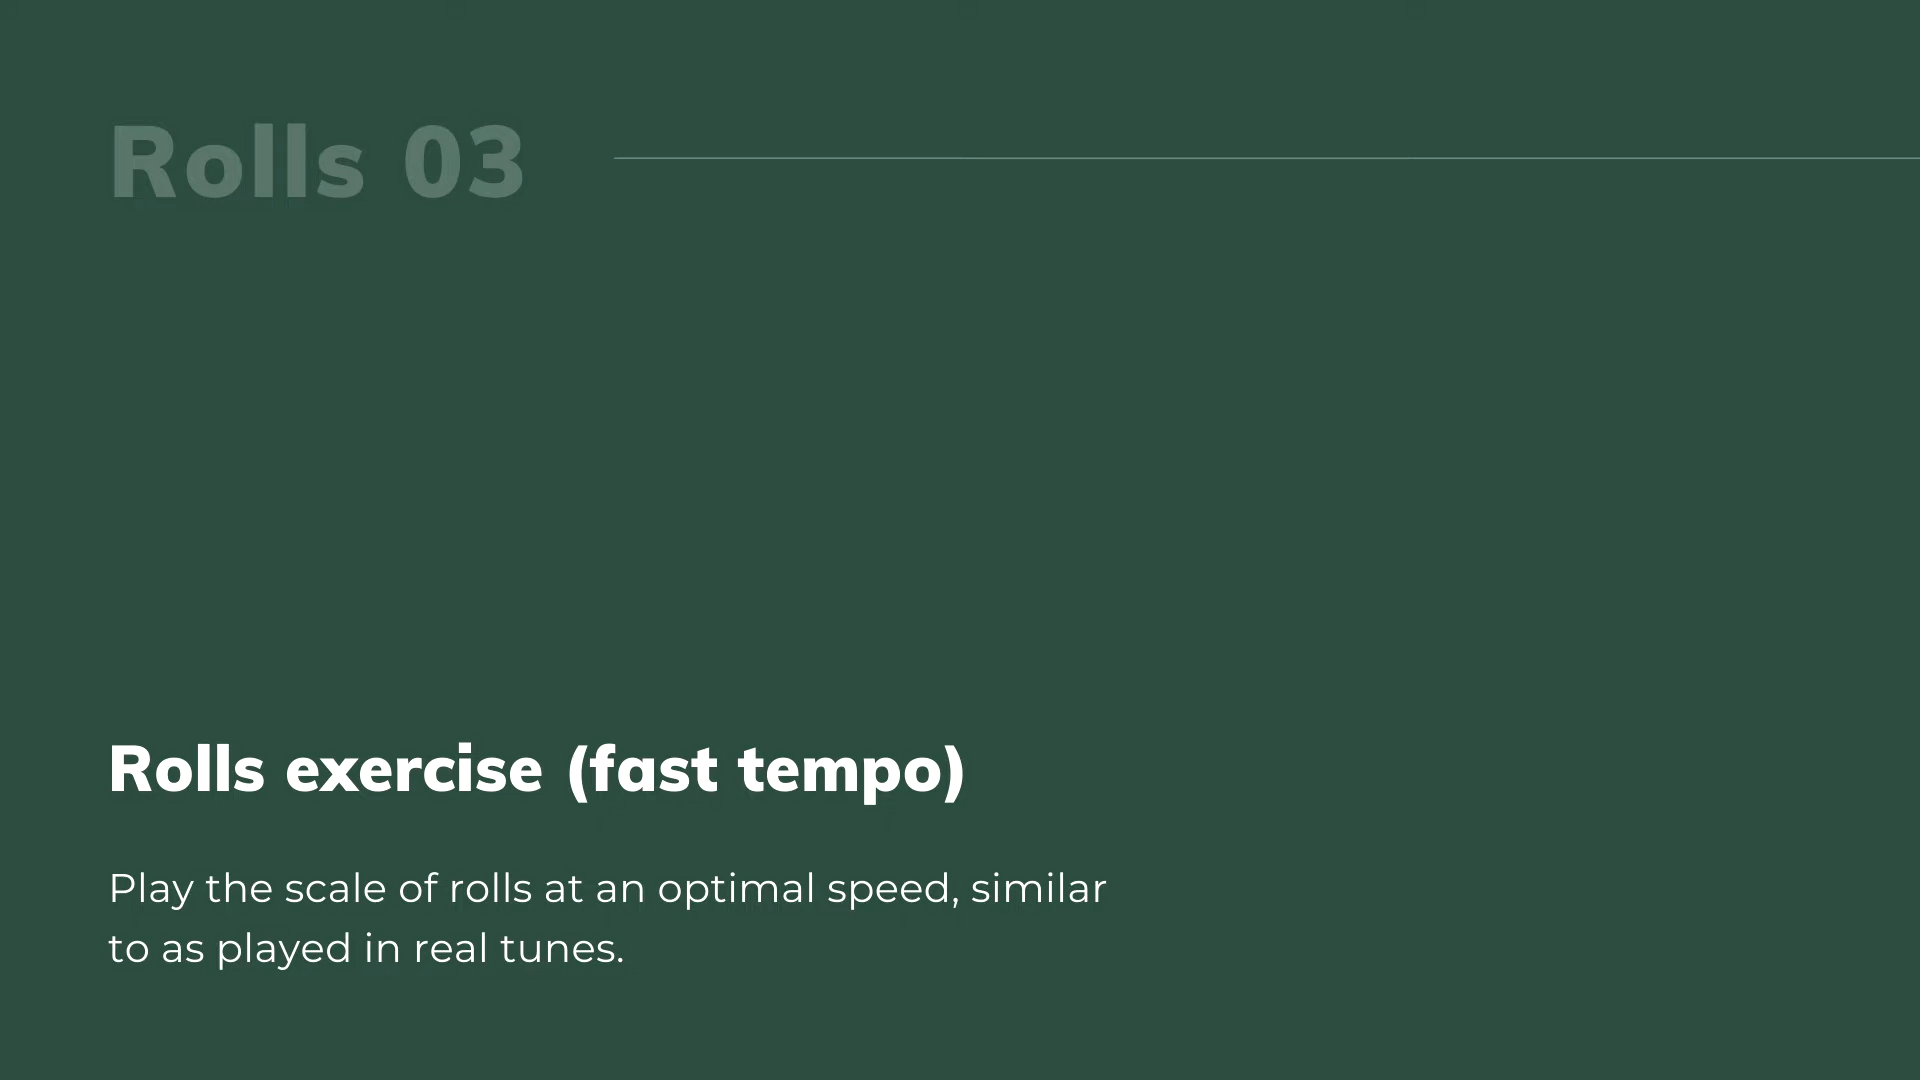 Rolls 03
Rolls exercise (fast tempo)
Play the scale of rolls at an optimal speed, similar
to as played in real tunes.